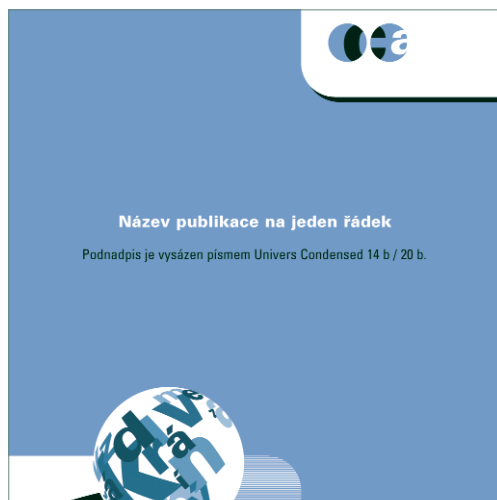 Název publikace na jeden řádek
Podnadpis je vysázen písmem Univers Condensed 14 b / 20 b.